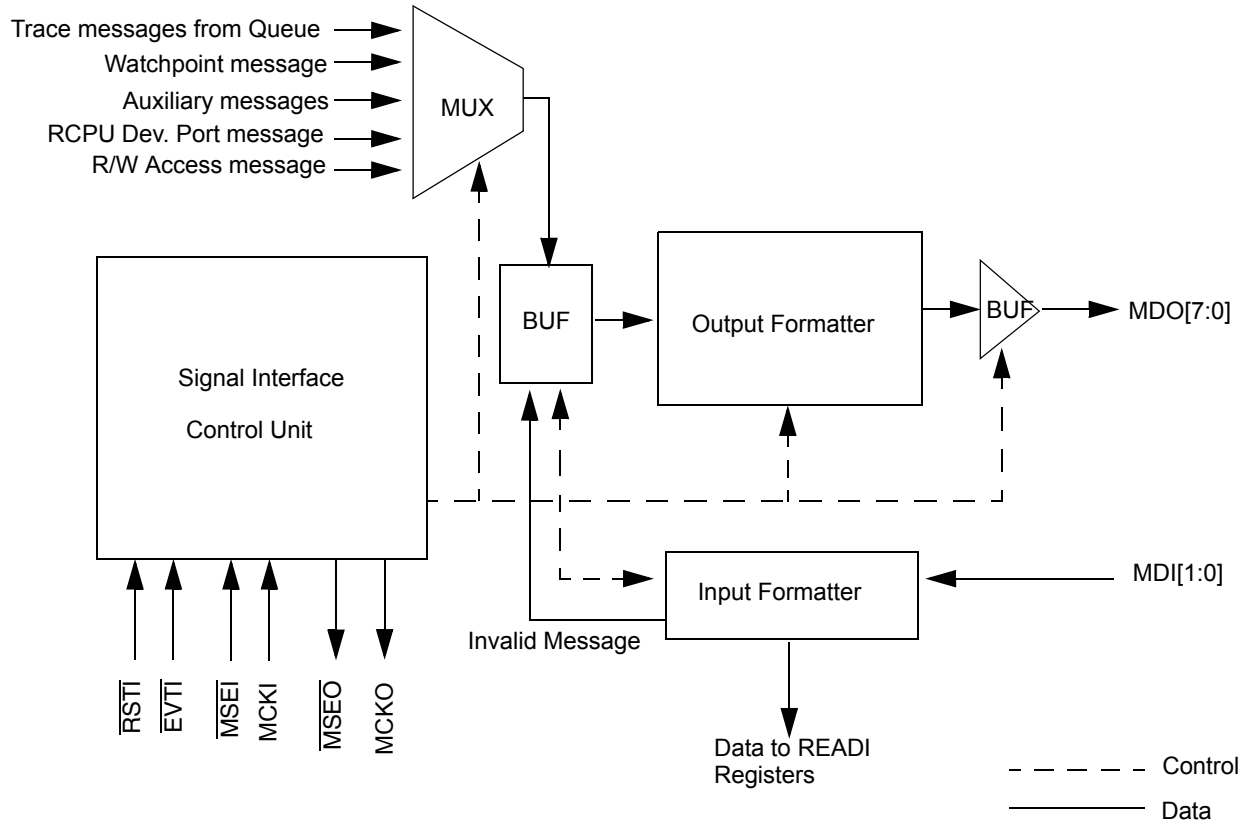 Trace messages from Queue
Watchpoint message
Auxiliary messages
RCPU Dev. Port message
R/W Access message
MUX
BUF
Output Formatter
BUF
MDO[7:0]
Signal Interface
Control Unit
Input Formatter
MDI[1:0]
Invalid Message
RSTI
EVTI
MSEI
MCKI
MSEO
MCKO
Data to READI
Registers
Control
Data